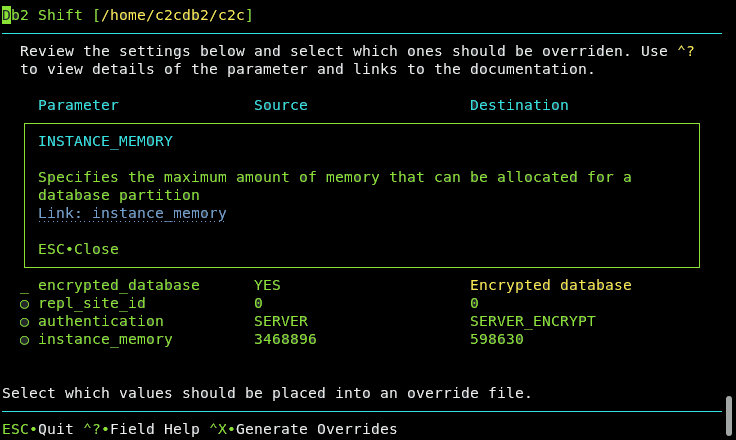 Db2 Shift [/home/c2cdb2/c2c]
Review the settings below and select which ones should be overriden. Use ^?
to view details of the parameter and links to the documentation.
Parameter Source Destination
INSTANCE_MEMORY
Specifies the maximum amount of memory that can be allocated for a
database partition
Link: instance_memory
ESC•Close
_ encrypted_database YES Encrypted database
○ repl_site_id 0 0
○ authentication SERVER SERVER_ENCRYPT
○ instance_memory 3468896 598630
Select which values should be placed into an override file.
ESC•Quit ^?•Field Help ^X•Generate Overrides